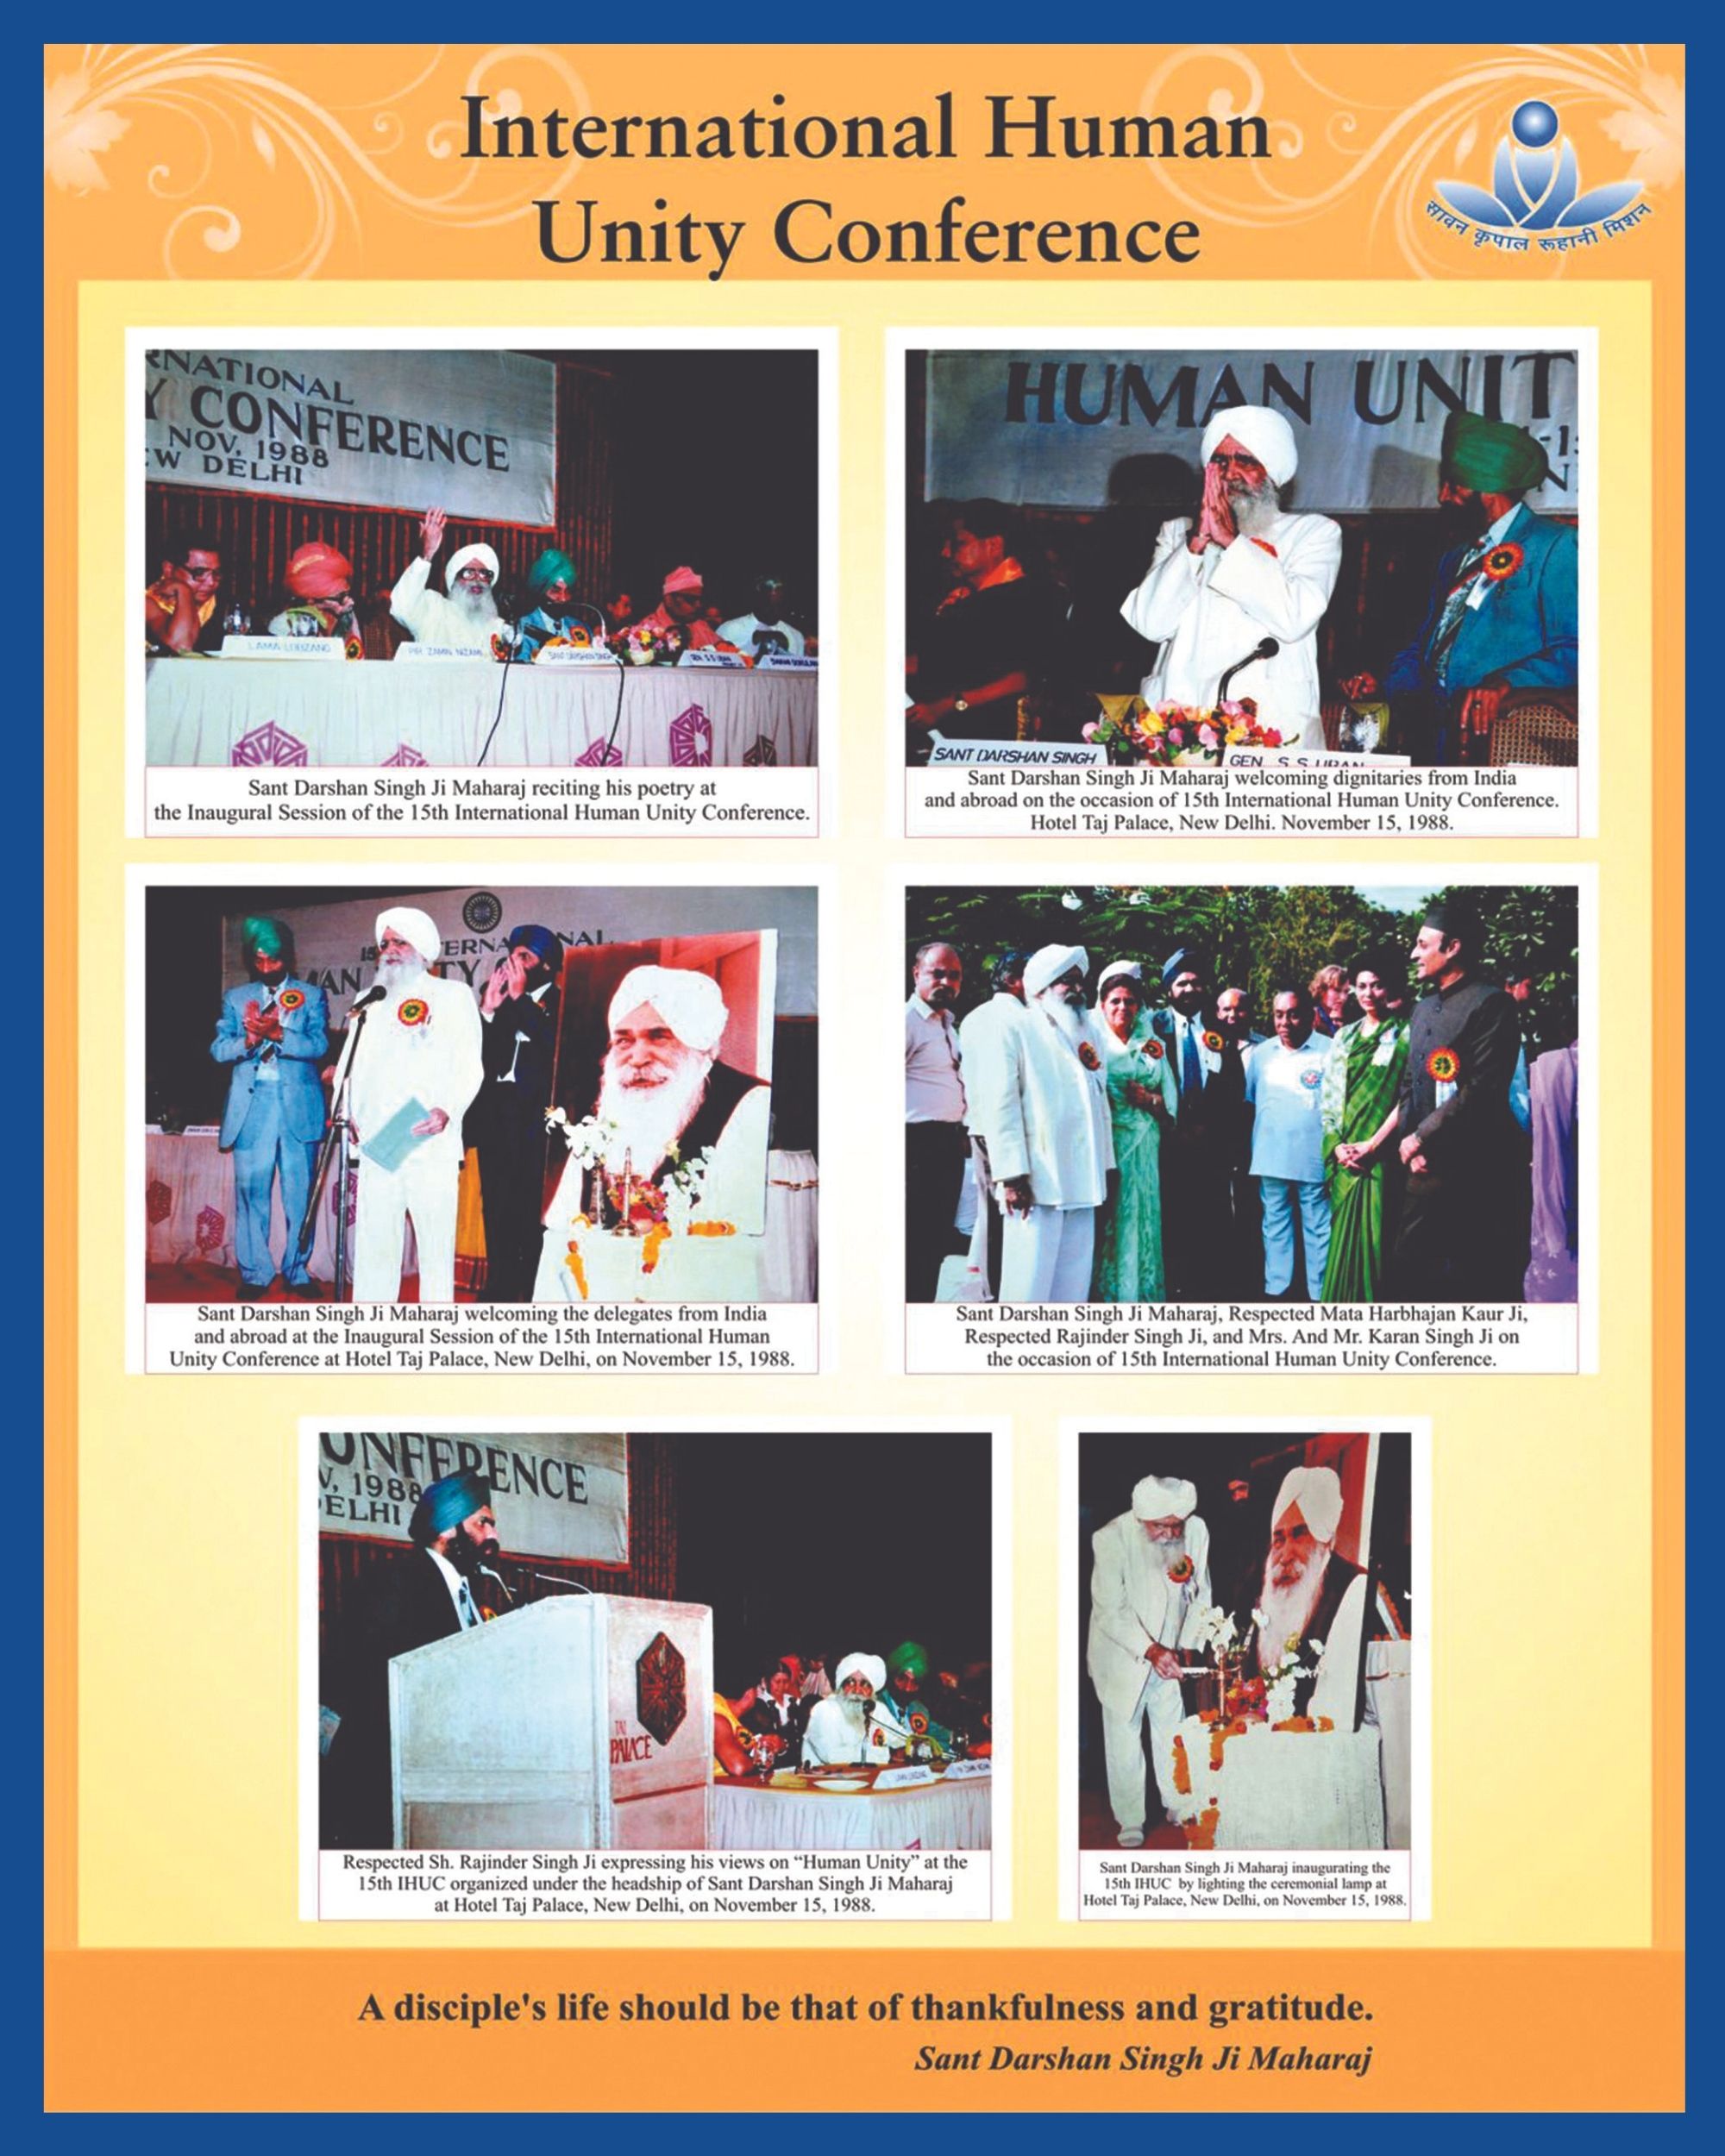 International Human
Unity Conference
सावन कृपाल रूहानी मिशन
RNATIONAL
Y CONFERENCE
NOV, 1988
W DELHI
LAMA LOBZANG
PIR ZAMIN NIZAMI
SANT DARSHAN SINGH
GEN. S.S. UBAN
Sant Darshan Singh Ji Maharaj reciting his poetry at
the Inaugural Session of the 15th International Human Unity Conference.
HUMAN UNIT
SANT DARSHAN SINGH
GEN S S UBAN
Sant Darshan Singh Ji Maharaj welcoming dignitaries from India
and abroad on the occasion of 15th International Human Unity Conference.
Hotel Taj Palace, New Delhi. November 15, 1988.
15 ERNA NAL
MAN TY
Sant Darshan Singh Ji Maharaj welcoming the delegates from India
and abroad at the Inaugural Session of the 15th International Human
Unity Conference at Hotel Taj Palace, New Delhi, on November 15, 1988.
Sant Darshan Singh Ji Maharaj, Respected Mata Harbhajan Kaur Ji,
Respected Rajinder Singh Ji, and Mrs. And Mr. Karan Singh Ji on
the occasion of 15th International Human Unity Conference.
ONFERENCE
V, 1988
ELHI
TAJ
PALACE
Respected Sh. Rajinder Singh Ji expressing his views on “Human Unity” at the
15th IHUC organized under the headship of Sant Darshan Singh Ji Maharaj
at Hotel Taj Palace, New Delhi, on November 15, 1988.
Sant Darshan Singh Ji Maharaj inaugurating the
15th IHUC by lighting the ceremonial lamp at
Hotel Taj Palace, New Delhi, on November 15, 1988.
A disciple's life should be that of thankfulness and gratitude.
Sant Darshan Singh Ji Maharaj